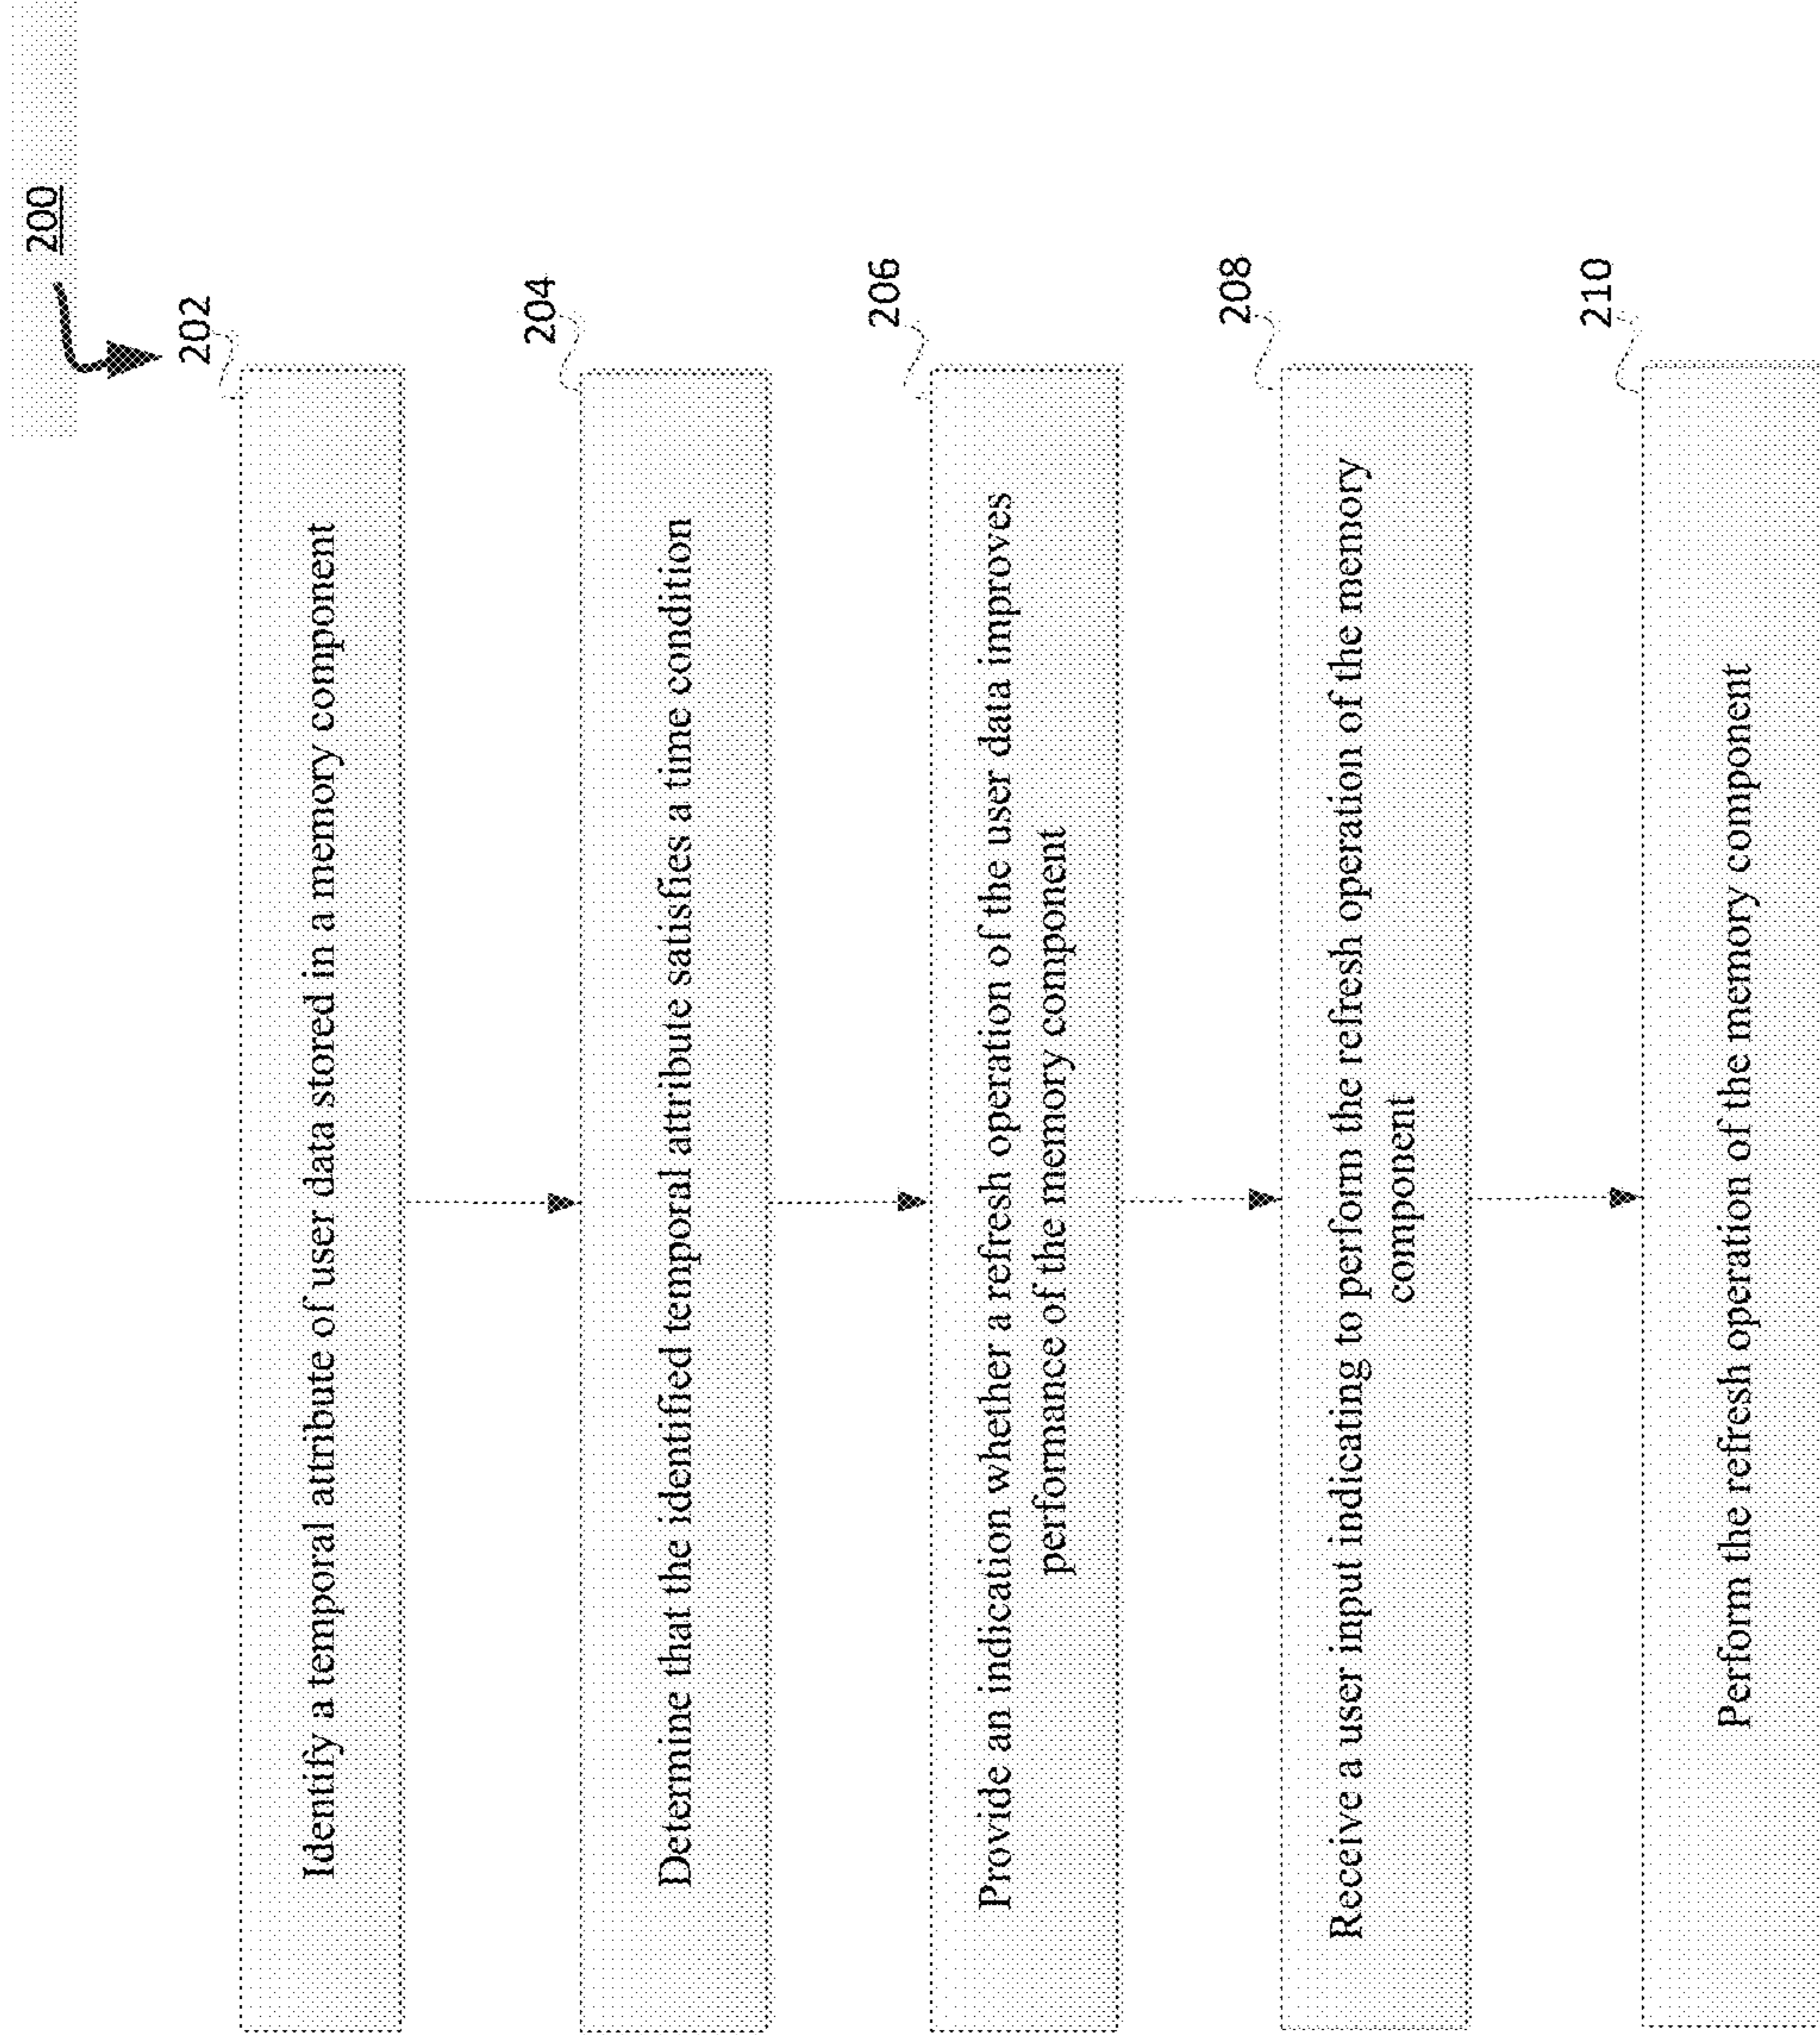 200
202
Identify a temporal attribute of user data stored in a memory component
204
Determine that the identified temporal attribute satisfies a time condition
206
Provide an indication whether a refresh operation of the user data improves
performance of the memory component
208
Receive a user input indicating to perform the refresh operation of the memory
component
210
Perform the refresh operation of the memory component